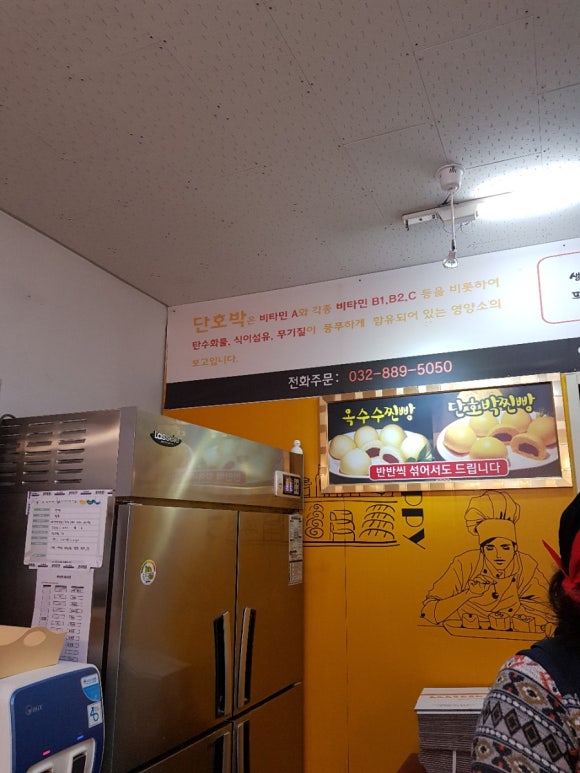 단호박은 비타민 A와 각종 비타민 B1,B2,C 등을 비롯하여
탄수화물, 식이섬유, 무기질이 풍푸하게 함유되어 있는 영양소의
보고입니다.
전화주문: 032-889-5050
옥수수찐빵 단호박찐빵
반반씩 섞어서도 드립니다
PPY